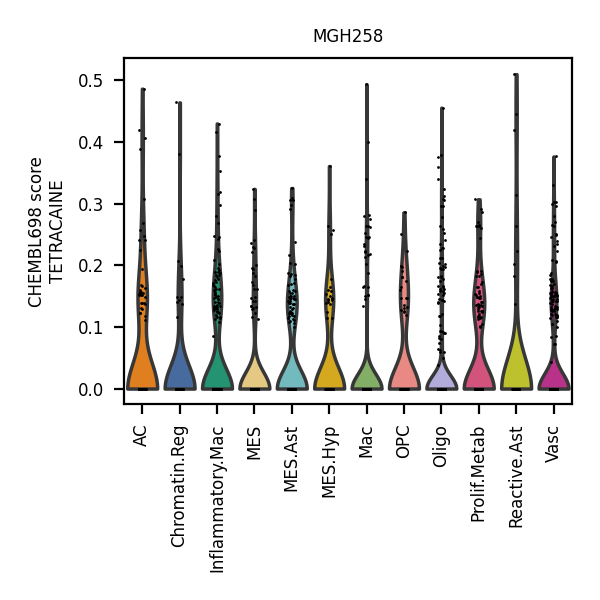 MGH258
CHEMBL698 score
TETRACAINE
0.5
0.4
0.3
0.2
0.1
0.0
AC
Chromatin.Reg
Inflammatory.Mac
MES
MES.Ast
MES.Hyp
Mac
OPC
Oligo
Prolif.Metab
Reactive.Ast
Vasc